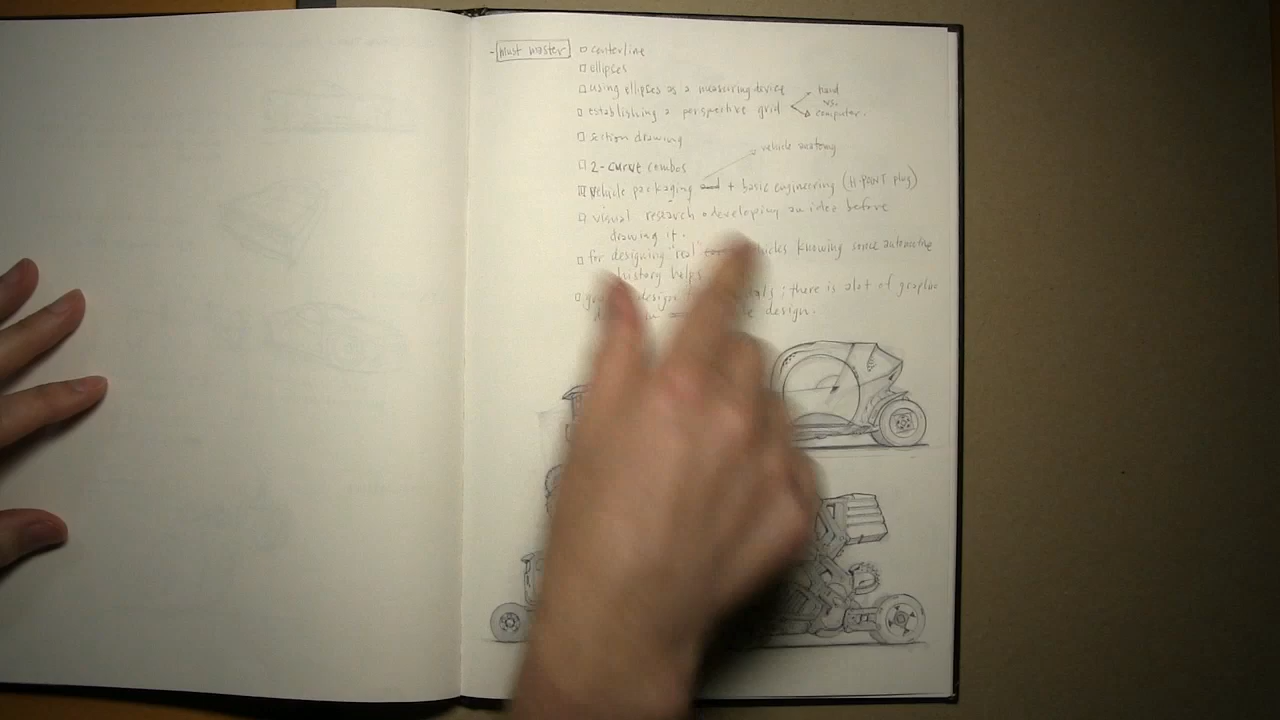 - Must master
□ centerline
□ ellipses
□ using ellipses as a measuring device
□ establishing a perspective grid
hand
vs.
computer.
□ section drawing
□ 2-curve combos
vehicle anatomy
□ vehicle packaging and + basic engineering (H-POINT plug)
□ visual research developing an idea before
drawing it.
□ for designing "real" knowing some automotive
history helps
□ design ; there is alot of graphic
design.